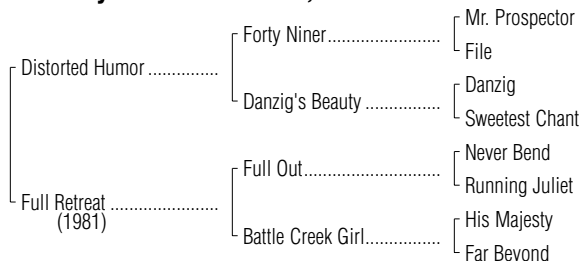 Mr. Prospector
Forty Niner
File
Distorted Humor
Danzig
Danzig's Beauty
Sweetest Chant
Never Bend
Full Out
Running Juliet
Full Retreat
(1981)
His Majesty
Battle Creek Girl
Far Beyond